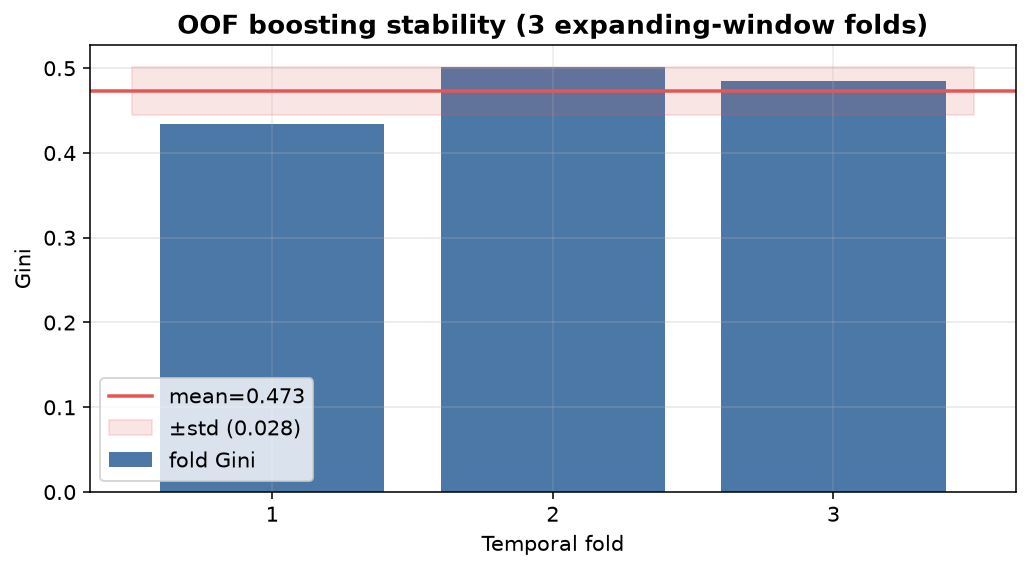 OOF boosting stability (3 expanding-window folds)
Gini
0.5
0.4
0.3
0.2
0.1
0.0
mean=0.473
±std (0.028)
fold Gini
1 2 3
Temporal fold